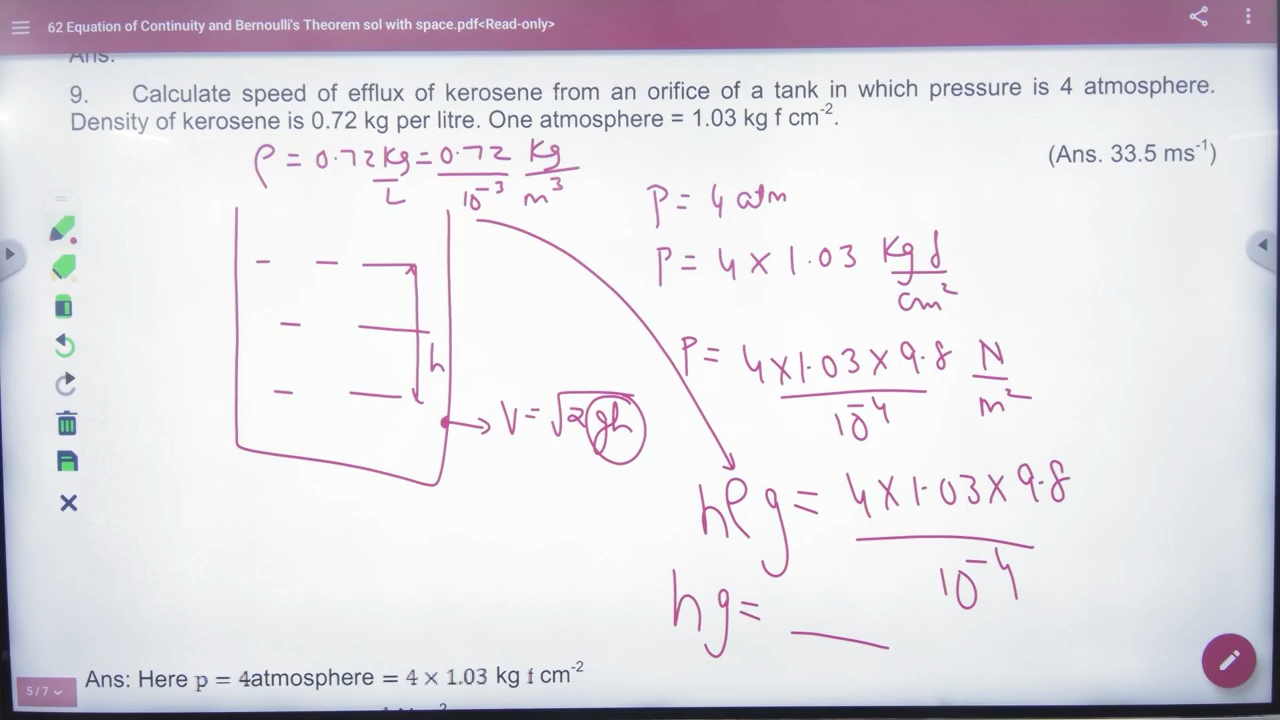 62 Equation of Continuity and Bernoulli's Theorem sol with space.pdf<Read-only>
Ans.
9. Calculate speed of efflux of kerosene from an orifice of a tank in which pressure is 4 atmosphere.
Density of kerosene is 0.72 kg per litre. One atmosphere = 1.03 kg f cm⁻².
(Ans. 33.5 ms⁻¹)
ρ = 0.72 Kg/L = 0.72/10⁻³ Kg/m³
P = 4 atm
P = 4 × 1.03 Kg f/cm²
h
P = 4×1.03×9.8/10⁻⁴ N/m²
V = √2gh
hρg = 4×1.03×9.8/10⁻⁴
hg =
Ans: Here p = 4atmosphere = 4 × 1.03 kg f cm⁻²
5/7